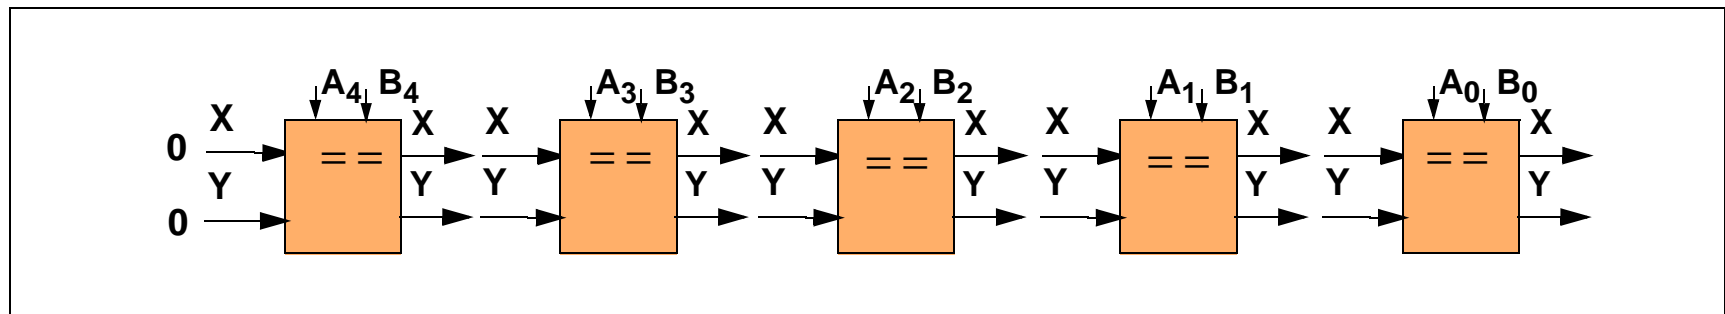 A4 B4 A3 B3 A2 B2 A1 B1 A0 B0
X X X X X X X X X X
0 == == == == ==
Y Y Y Y Y Y Y Y Y Y
0